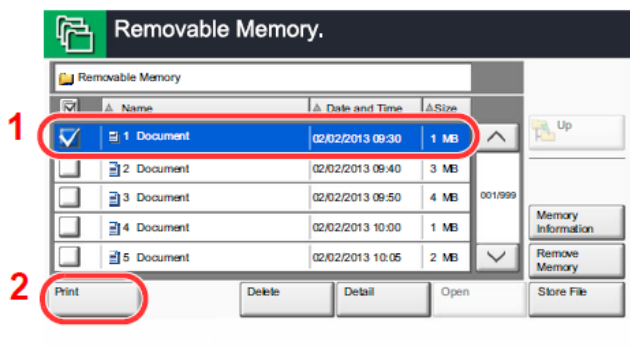 Removable Memory.
Removable Memory
Name Date and Time Size
1
1 Document 02/02/2013 09:30 1 MB
Up
2 Document 02/02/2013 09:40 3 MB
3 Document 02/02/2013 09:50 4 MB
001/999
4 Document 02/02/2013 10:00 1 MB
Memory
Information
5 Document 02/02/2013 10:05 2 MB
Remove
Memory
2
Print Delete Detail Open Store File